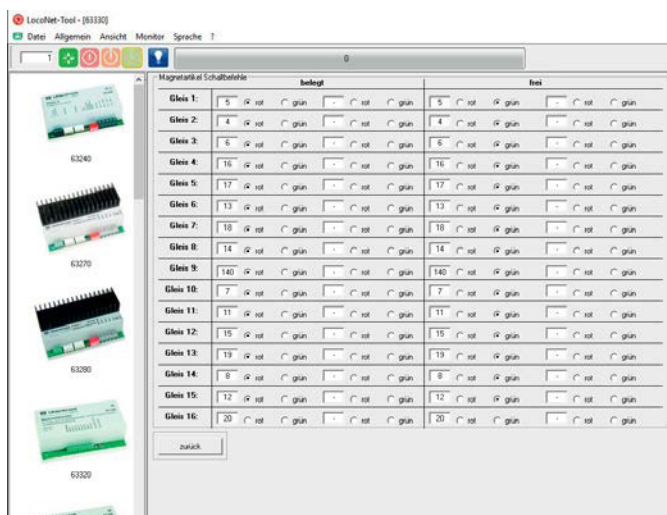 LocoNet-Tool - [63330]
Datei Allgemein Ansicht Monitor Sprache ?
1 0
Magnetartikel Schaltbefehle
belegt frei
Gleis 1: 5 rot grün - rot grün 5 rot grün - rot grün
Gleis 2: 4 rot grün - rot grün 4 rot grün - rot grün
Gleis 3: 6 rot grün - rot grün 6 rot grün - rot grün
Gleis 4: 16 rot grün - rot grün 16 rot grün - rot grün
Gleis 5: 17 rot grün - rot grün 17 rot grün - rot grün
Gleis 6: 13 rot grün - rot grün 13 rot grün - rot grün
Gleis 7: 18 rot grün - rot grün 18 rot grün - rot grün
Gleis 8: 14 rot grün - rot grün 14 rot grün - rot grün
Gleis 9: 140 rot grün - rot grün 140 rot grün - rot grün
Gleis 10: 7 rot grün - rot grün 7 rot grün - rot grün
Gleis 11: 11 rot grün - rot grün 11 rot grün - rot grün
Gleis 12: 15 rot grün - rot grün 15 rot grün - rot grün
Gleis 13: 19 rot grün - rot grün 19 rot grün - rot grün
Gleis 14: 8 rot grün - rot grün 8 rot grün - rot grün
Gleis 15: 12 rot grün - rot grün 12 rot grün - rot grün
Gleis 16: 20 rot grün - rot grün 20 rot grün - rot grün
zurück
63240
63270
63280
63320